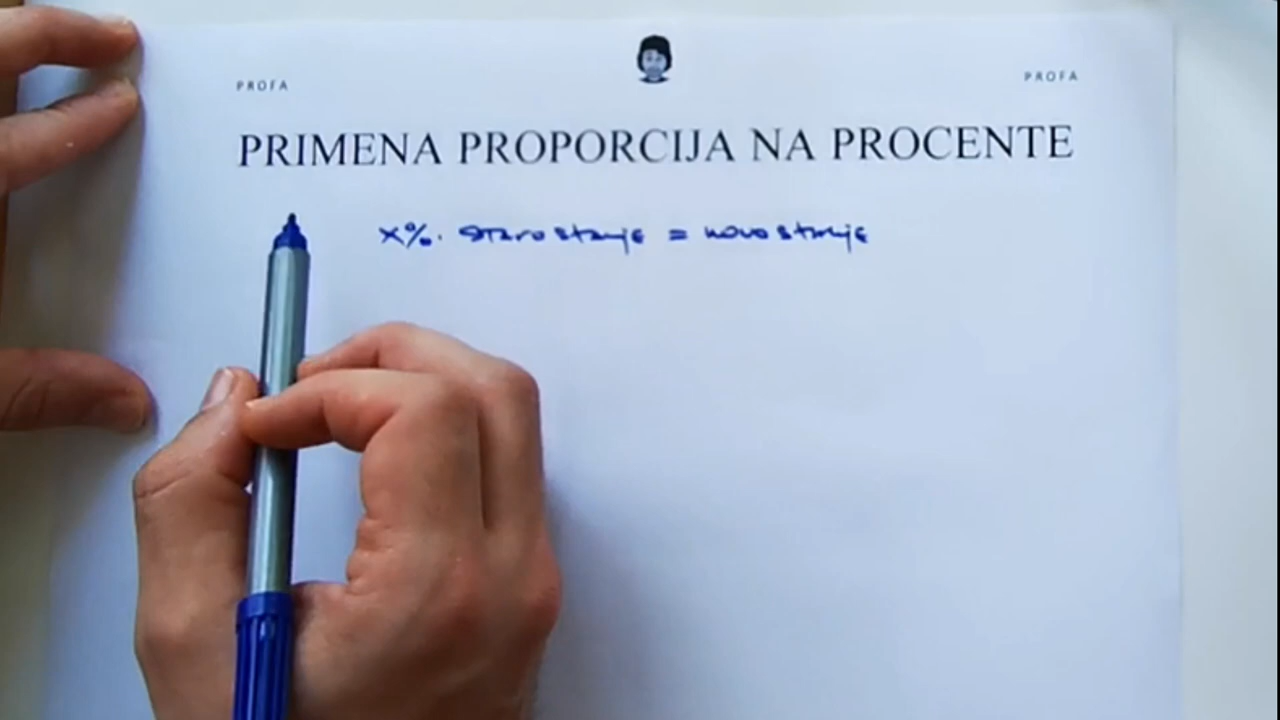 PROFA PROFA
PRIMENA PROPORCIJA NA PROCENTE
x% · staro stanje = novo stanje